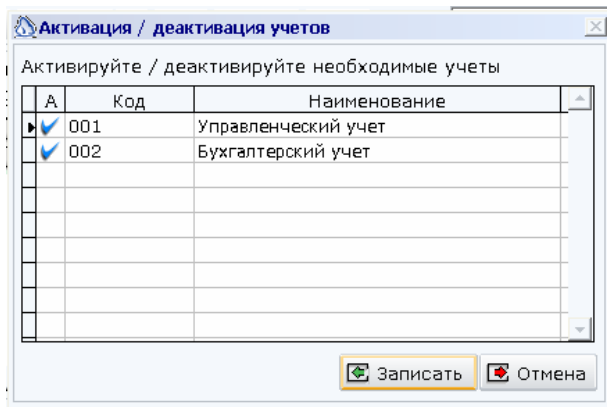 Активация / деактивация учетов
Активируйте / деактивируйте необходимые учеты
А Код Наименование
001 Управленческий учет
002 Бухгалтерский учет
Записать Отмена